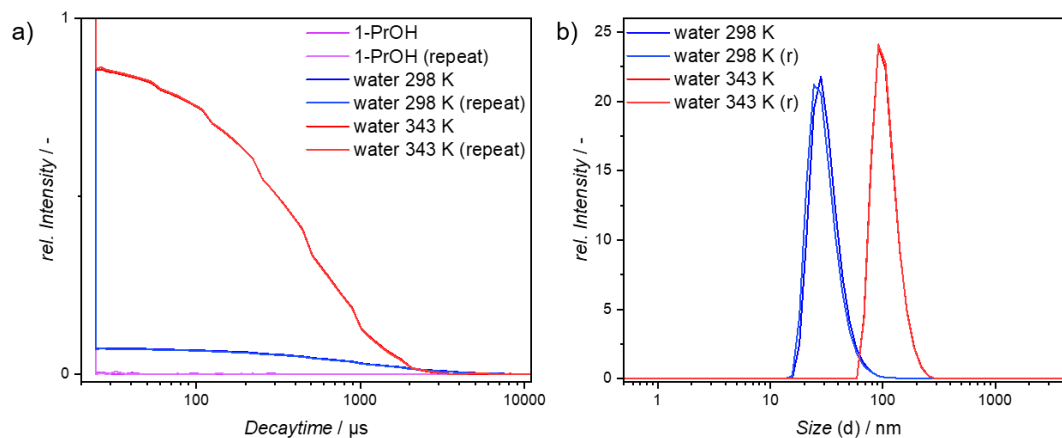 a)
1
0
rel. Intensity / -
1-PrOH
1-PrOH (repeat)
water 298 K
water 298 K (repeat)
water 343 K
water 343 K (repeat)
100
1000
10000
Decaytime / µs
b)
25
20
15
10
5
0
rel. Intensity / -
water 298 K
water 298 K (r)
water 343 K
water 343 K (r)
1
10
100
1000
Size (d) / nm